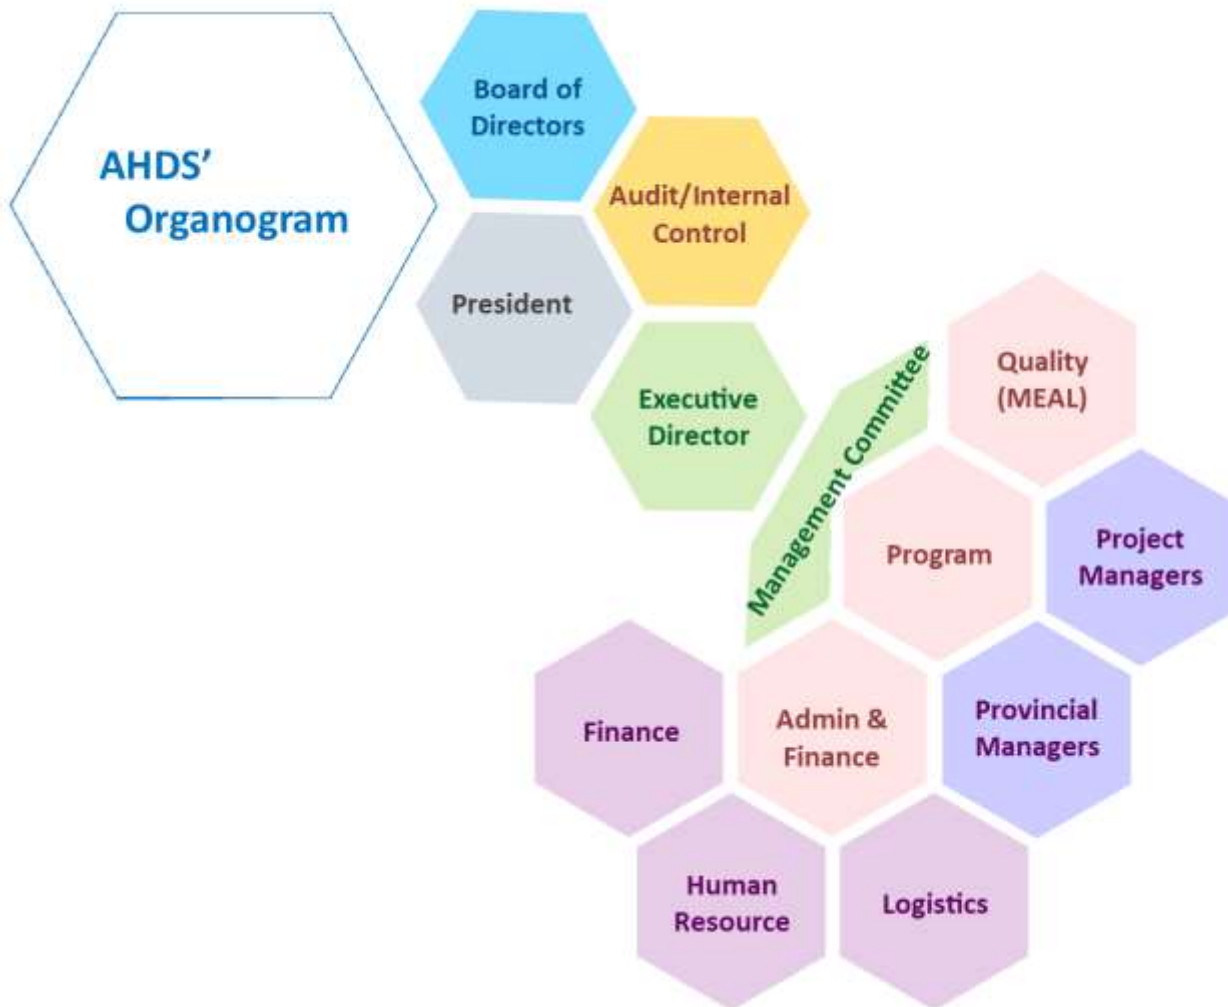 AHDS’
Organogram
Board of
Directors
Audit/Internal
Control
President
Executive
Director
Management Committee
Quality
(MEAL)
Program
Project
Managers
Finance
Admin &
Finance
Provincial
Managers
Human
Resource
Logistics